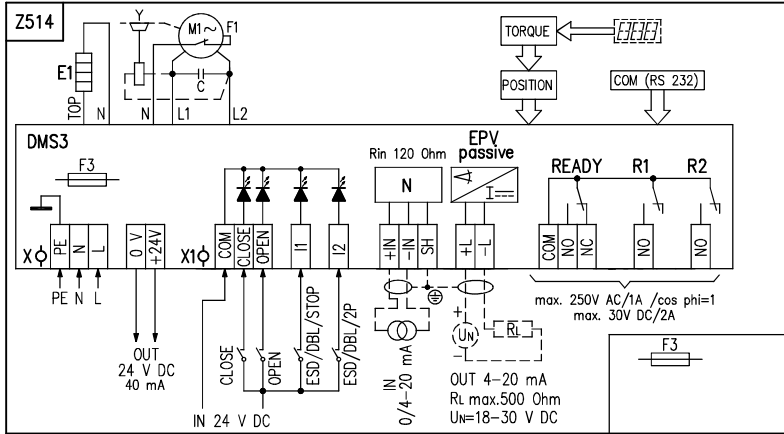 Z514
Y
M1~
F1
E1
TOP
N
N
C
L1
L2
TORQUE
POSITION
COM (RS 232)
DMS3
F3
Rin 120 Ohm
N
EPV
passive
I
READY
R1
R2
X
PE
N
L
0 V
+24V
X1
COM
CLOSE
OPEN
I1
I2
+IN
-IN
SH
+L
-L
COM
NO
NC
NO
NO
PE N L
OUT
24 V DC
40 mA
CLOSE
OPEN
ESD/DBL/STOP
ESD/DBL/2P
IN 24 V DC
IN
0/4-20 mA
+
UN
-
RL
OUT 4-20 mA
RL max.500 Ohm
UN=18-30 V DC
max. 250V AC/1A /cos phi=1
max. 30V DC/2A
F3